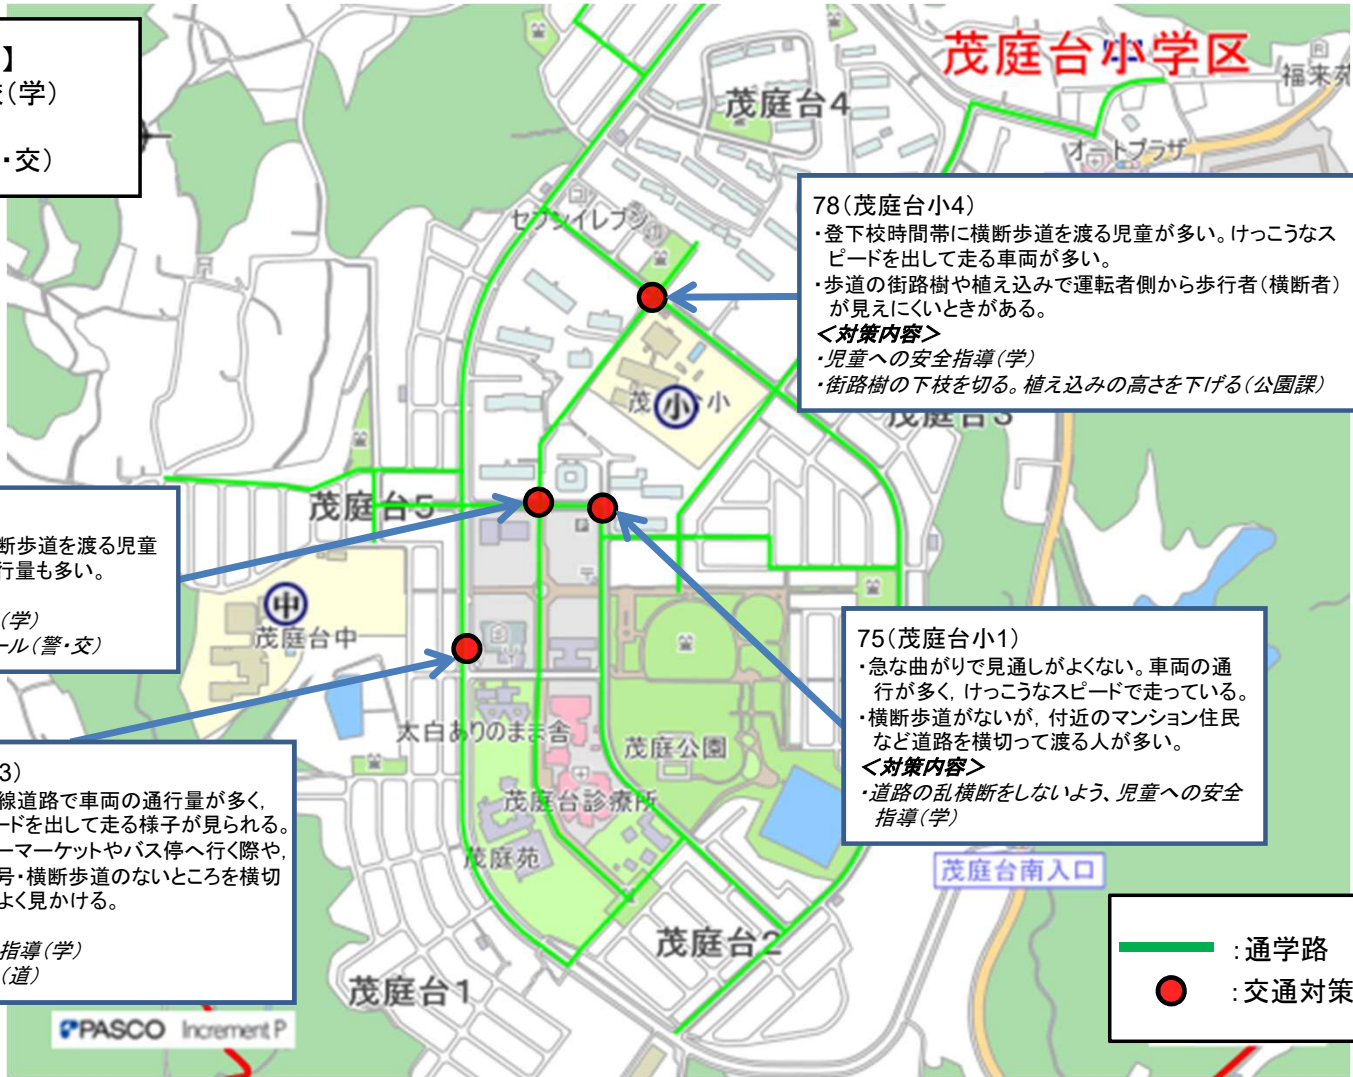 】
(学)
・交)
茂庭台小学区
福来苑
茂庭台4
オートプラザ
セブンイレブン
78(茂庭台小4)
・登下校時間帯に横断歩道を渡る児童が多い。けっこうなス
ピードを出して走る車両が多い。
・歩道の街路樹や植え込みで運転者側から歩行者(横断者)
が見えにくいときがある。
<対策内容>
・児童への安全指導(学)
・街路樹の下枝を切る。植え込みの高さを下げる(公園課)
小
茂庭台3
茂庭台5
断歩道を渡る児童
行量も多い。
(学)
ール(警・交)
中
茂庭台中
75(茂庭台小1)
・急な曲がりで見通しがよくない。車両の通
行が多く,けっこうなスピードで走っている。
・横断歩道がないが,付近のマンション住民
など道路を横切って渡る人が多い。
<対策内容>
・道路の乱横断をしないよう、児童への安全
指導(学)
太白ありのまま舎
茂庭公園
茂庭台診療所
茂庭苑
3)
線道路で車両の通行量が多く,
ードを出して走る様子が見られる。
ーマーケットやバス停へ行く際や,
号・横断歩道のないところを横切
よく見かける。
指導(学)
(道)
茂庭台南入口
茂庭台2
茂庭台1
:通学路
:交通対策
PASCO Increment P